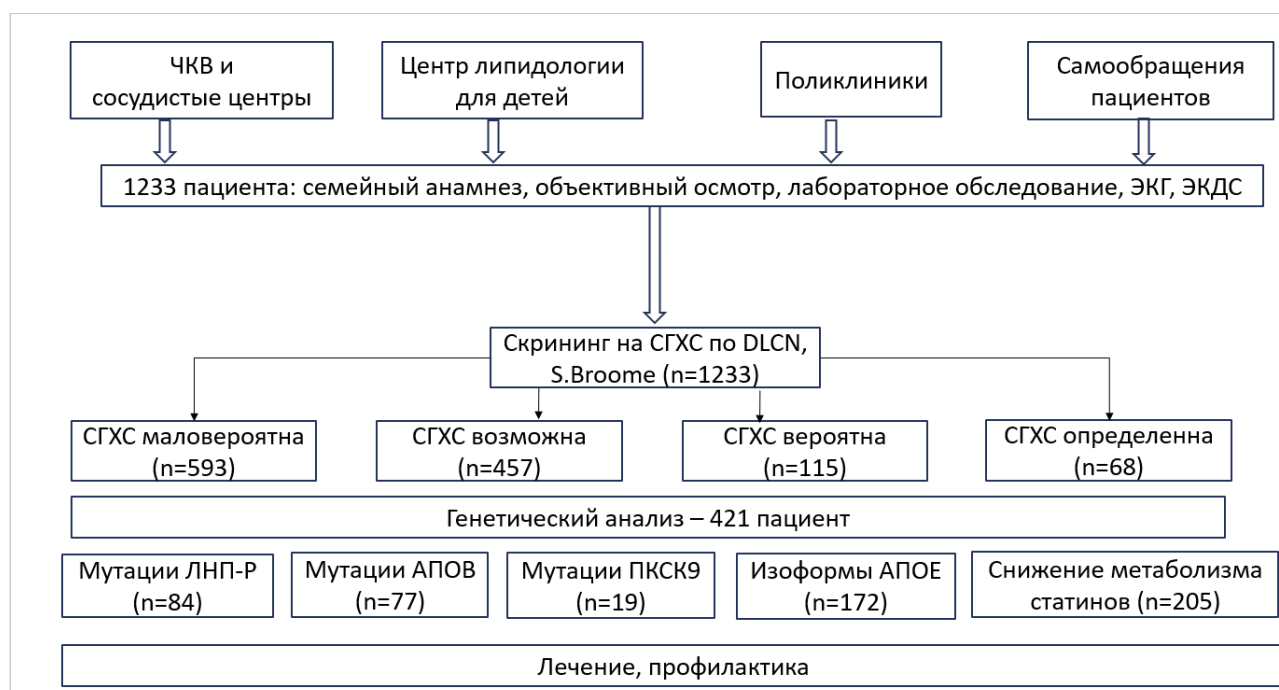 ЧКВ и
сосудистые центры
Центр липидологии
для детей
Поликлиники
Самообращения
пациентов
1233 пациента: семейный анамнез, объективный осмотр, лабораторное обследование, ЭКГ, ЭКДС
Скрининг на СГХС по DLCN,
S.Broome (n=1233)
СГХС маловероятна
(n=593)
СГХС возможна
(n=457)
СГХС вероятна
(n=115)
СГХС определенна
(n=68)
Генетический анализ – 421 пациент
Мутации ЛНП-Р
(n=84)
Мутации АПОВ
(n=77)
Мутации ПКСК9
(n=19)
Изоформы АПОЕ
(n=172)
Снижение метаболизма
статинов (n=205)
Лечение, профилактика